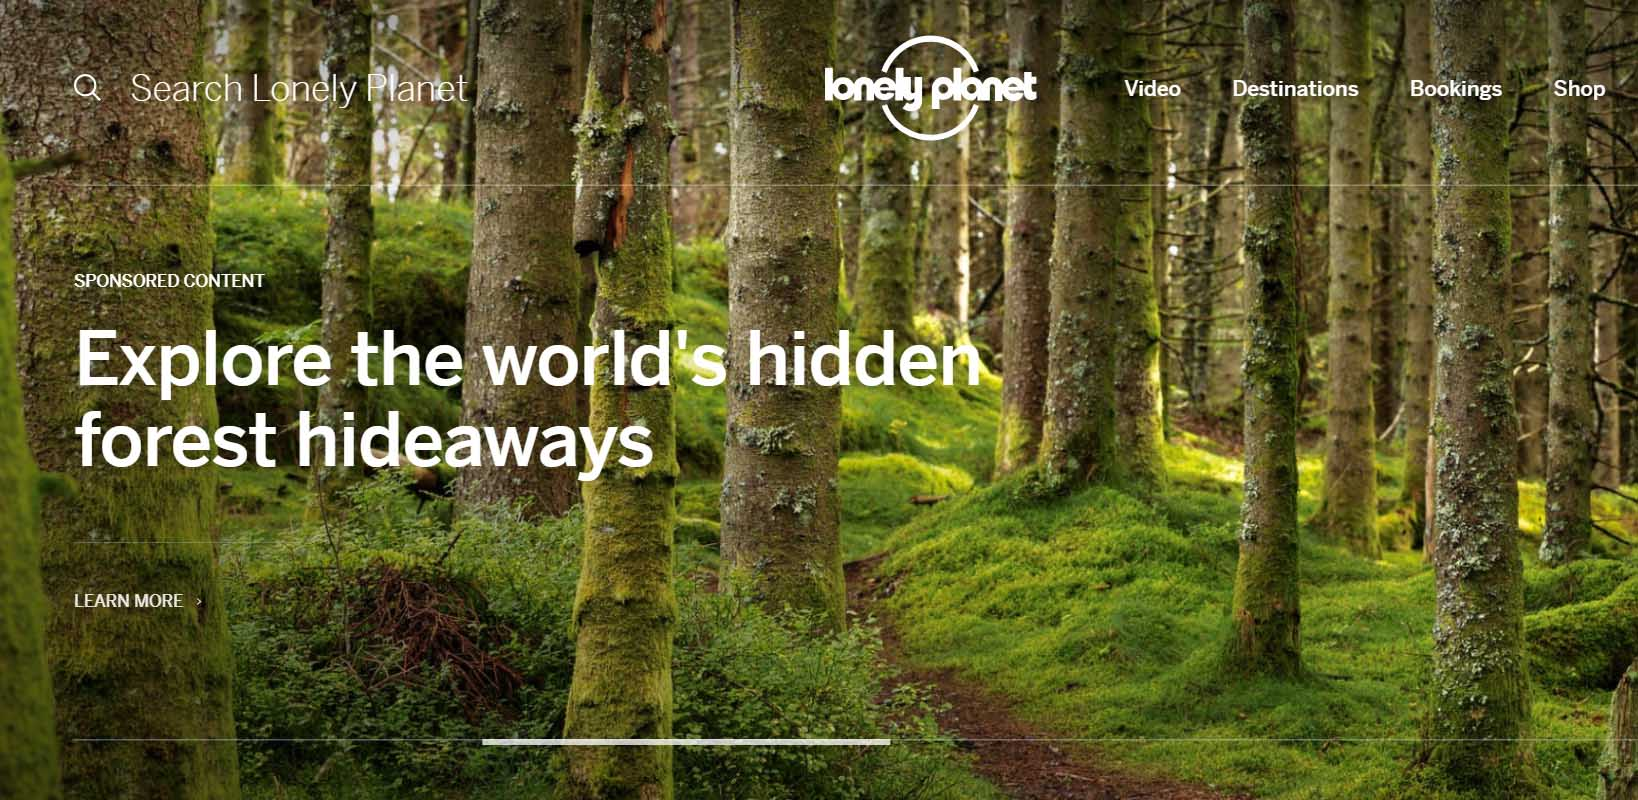 Search Lonely Planet
lonely planet
Video
Destinations
Bookings
Shop
SPONSORED CONTENT
Explore the world's hidden
forest hideaways
LEARN MORE ›